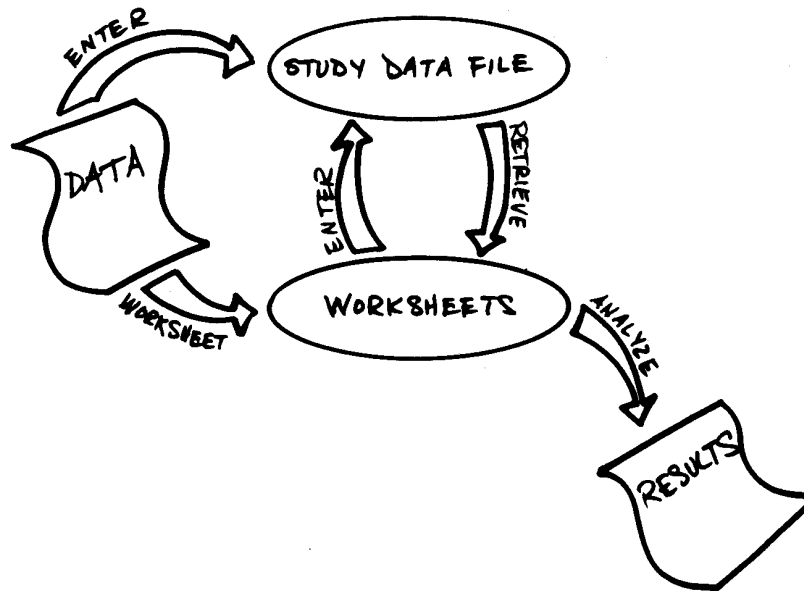 ENTER
STUDY DATA FILE
DATA
ENTER
RETRIEVE
WORKSHEET
WORKSHEETS
ANALYZE
RESULTS